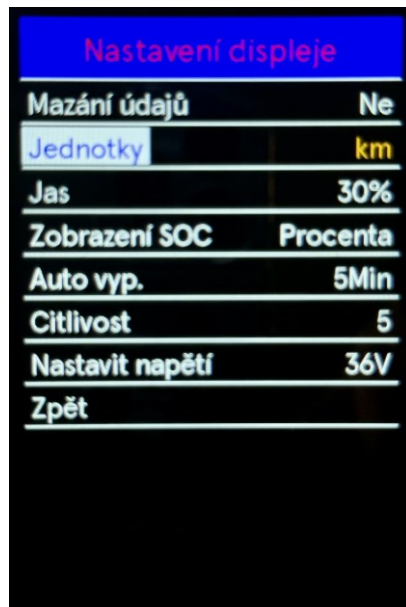 Nastavení displeje
Mazání údajů Ne
Jednotky km
Jas 30%
Zobrazení SOC Procenta
Auto vyp. 5Min
Citlivost 5
Nastavit napětí 36V
Zpět